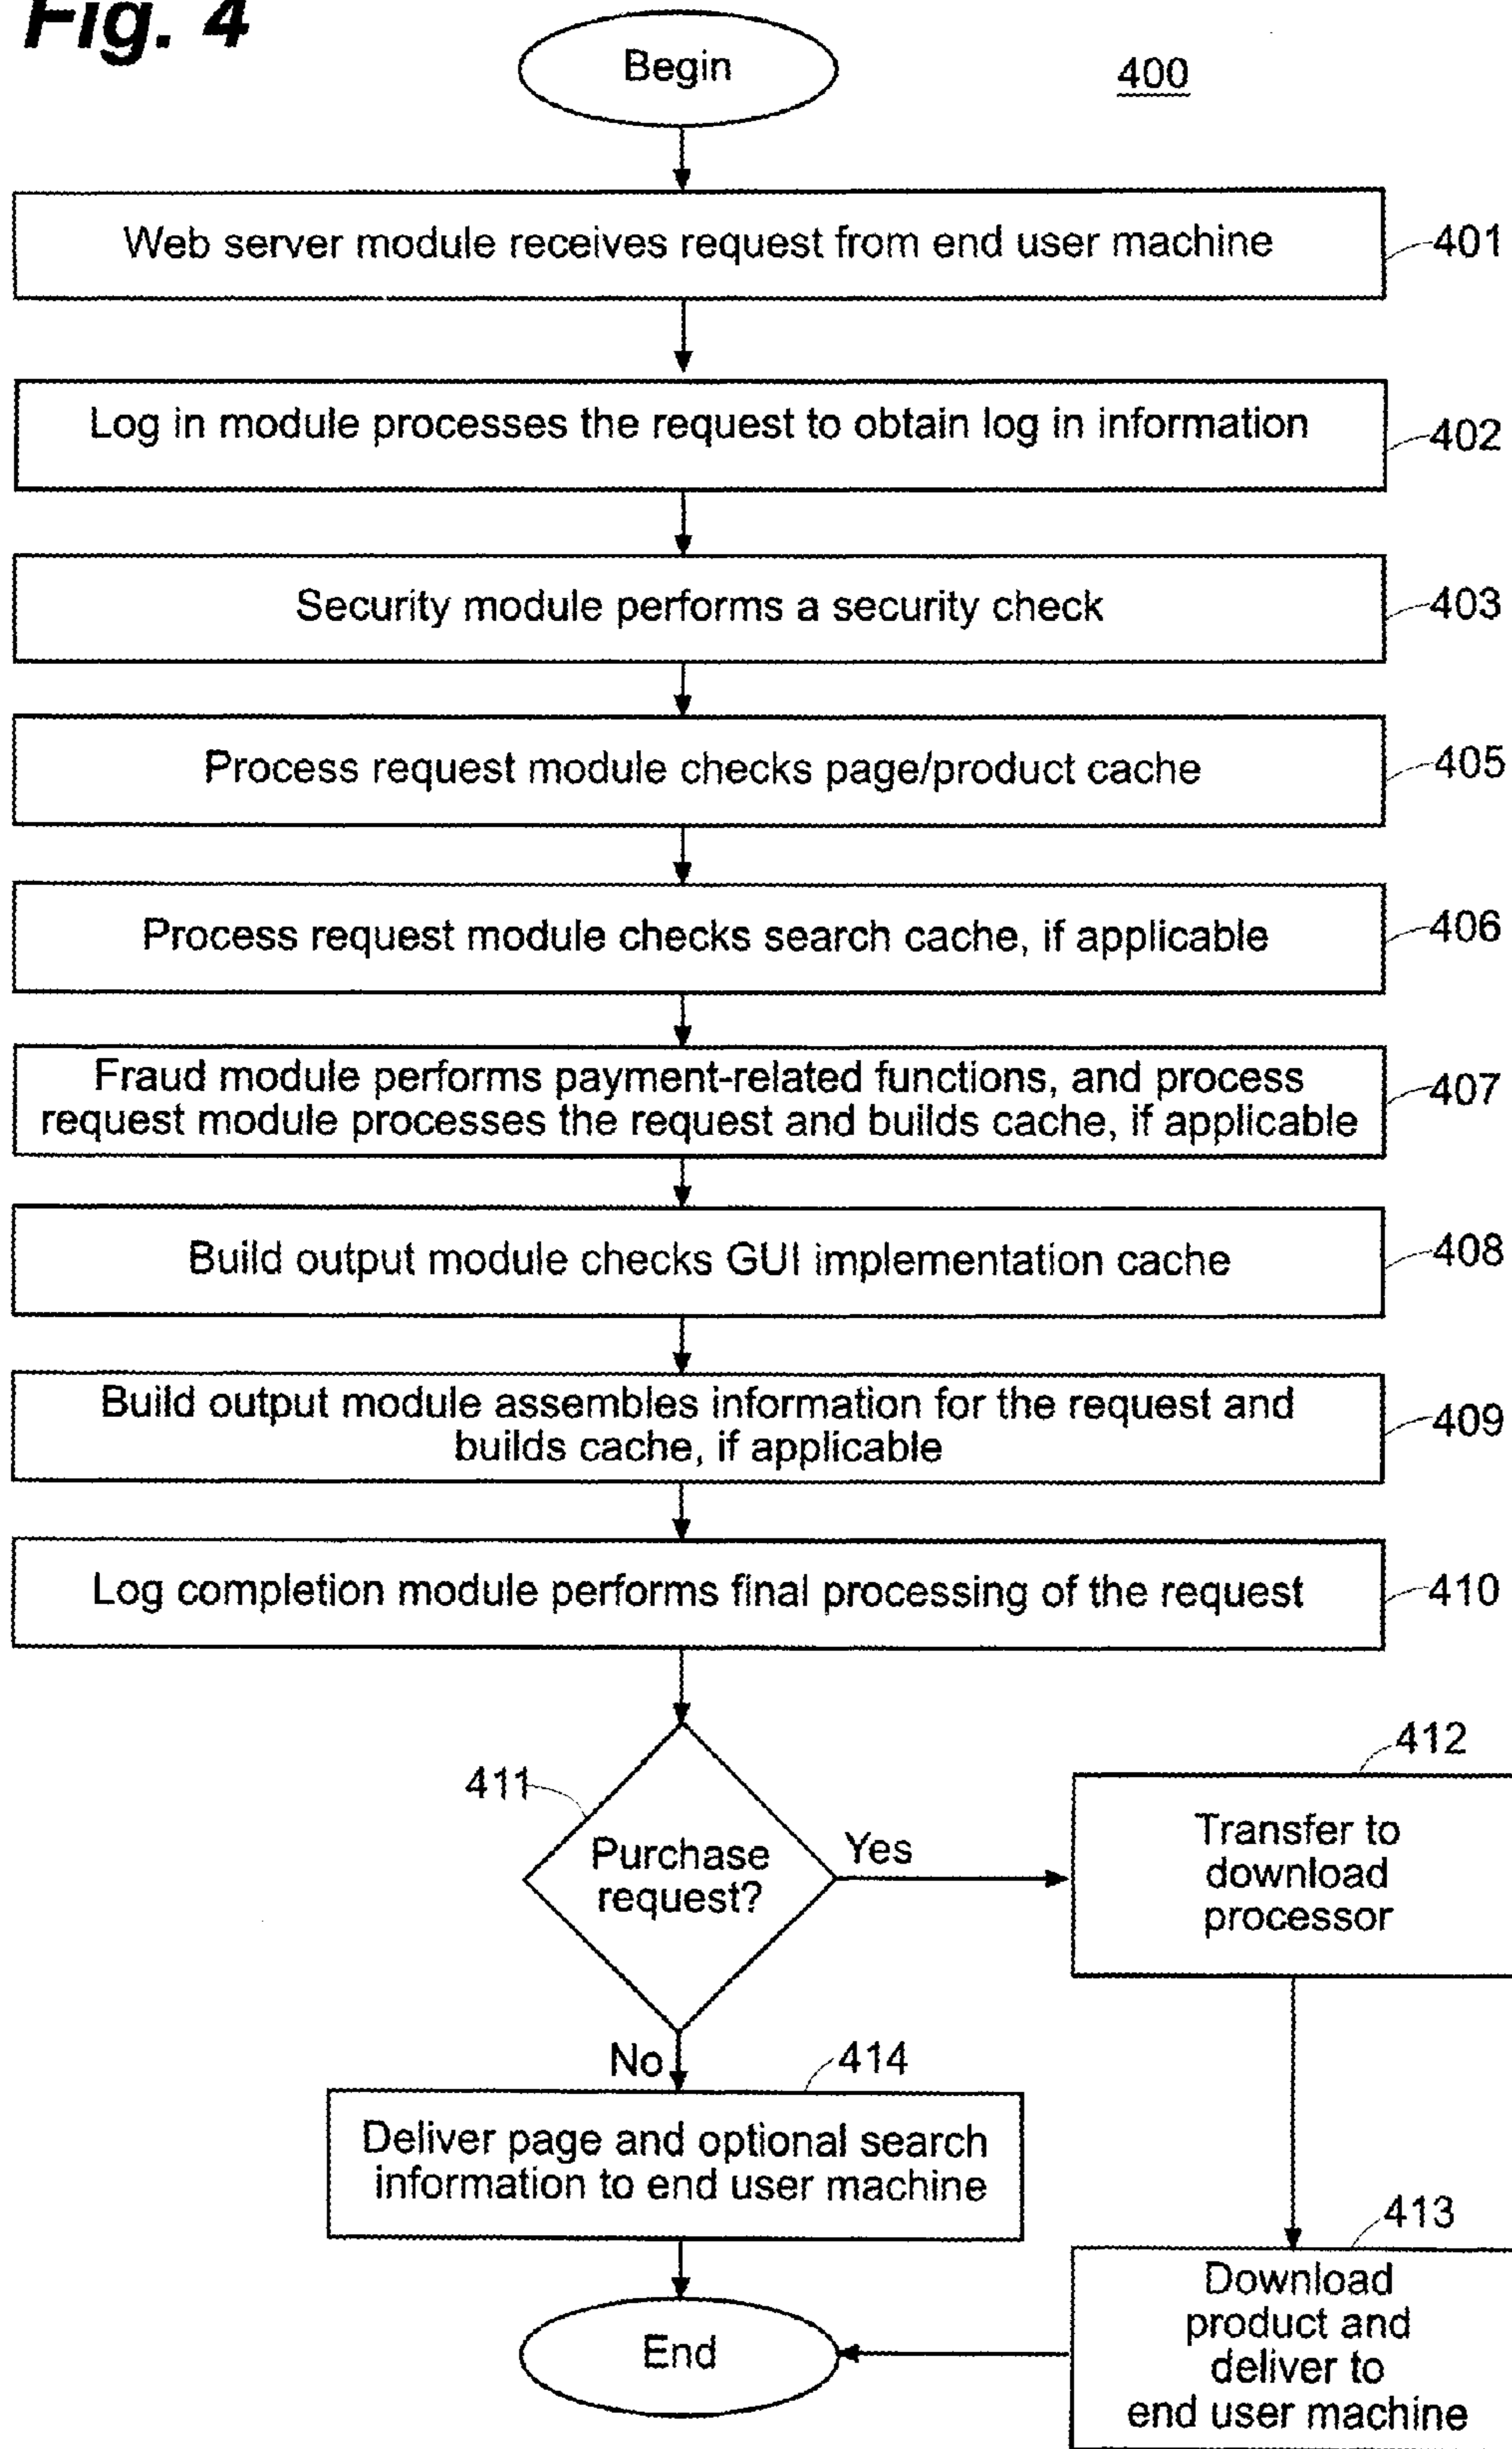 Fig. 4
Begin
400
Web server module receives request from end user machine
401
Log in module processes the request to obtain log in information
402
Security module performs a security check
403
Process request module checks page/product cache
405
Process request module checks search cache, if applicable
406
Fraud module performs payment-related functions, and process
request module processes the request and builds cache, if applicable
407
Build output module checks GUI implementation cache
408
Build output module assembles information for the request and
builds cache, if applicable
409
Log completion module performs final processing of the request
410
411
Purchase
request?
Yes
412
Transfer to
download
processor
No
414
Deliver page and optional search
information to end user machine
413
Download
product and
deliver to
end user machine
End